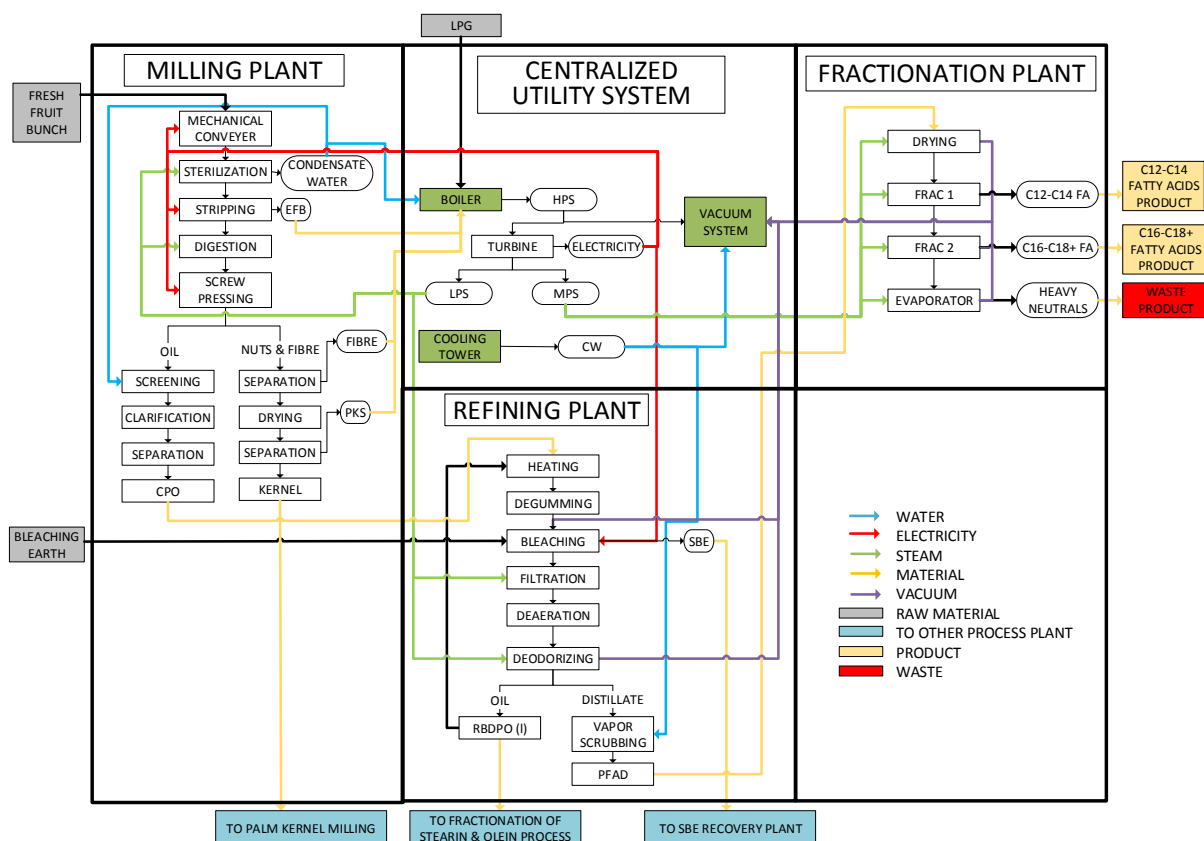 LPG
MILLING PLANT
CENTRALIZED
UTILITY SYSTEM
FRACTIONATION PLANT
FRESH
FRUIT
BUNCH
MECHANICAL
CONVEYER
STERILIZATION
CONDENSATE
WATER
STRIPPING
EFB
DIGESTION
SCREW
PRESSING
OIL
NUTS & FIBRE
FIBRE
SCREENING
SEPARATION
CLARIFICATION
DRYING
PKS
SEPARATION
SEPARATION
CPO
KERNEL
BOILER
HPS
VACUUM
SYSTEM
TURBINE
ELECTRICITY
LPS
MPS
COOLING
TOWER
CW
DRYING
FRAC 1
C12-C14 FA
C12-C14
FATTY ACIDS
PRODUCT
FRAC 2
C16-C18+ FA
C16-C18+
FATTY ACIDS
PRODUCT
EVAPORATOR
HEAVY
NEUTRALS
WASTE
PRODUCT
REFINING PLANT
HEATING
DEGUMMING
BLEACHING
EARTH
BLEACHING
SBE
FILTRATION
DEAERATION
DEODORIZING
OIL
DISTILLATE
RBDPO (l)
VAPOR
SCRUBBING
PFAD
WATER
ELECTRICITY
STEAM
MATERIAL
VACUUM
RAW MATERIAL
TO OTHER PROCESS PLANT
PRODUCT
WASTE
TO PALM KERNEL MILLING
TO FRACTIONATION OF
STEARIN & OLEIN PROCESS
TO SBE RECOVERY PLANT